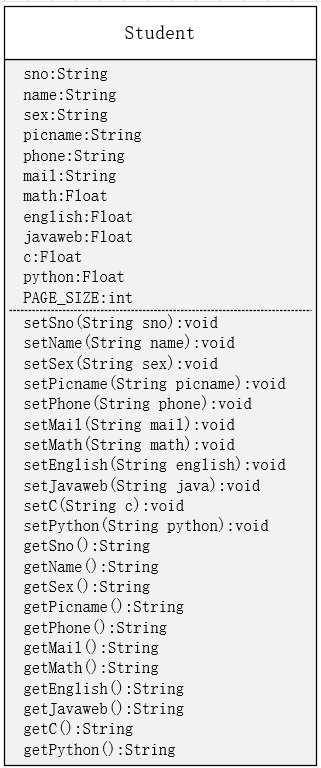 Student
sno:String
name:String
sex:String
picname:String
phone:String
mail:String
math:Float
english:Float
javaweb:Float
c:Float
python:Float
PAGE_SIZE:int
setSno(String sno):void
setName(String name):void
setSex(String sex):void
setPicname(String picname):void
setPhone(String phone):void
setMail(String mail):void
setMath(String math):void
setEnglish(String english):void
setJavaweb(String java):void
setC(String c):void
setPython(String python):void
getSno():String
getName():String
getSex():String
getPicname():String
getPhone():String
getMail():String
getMath():String
getEnglish():String
getJavaweb():String
getC():String
getPython():String